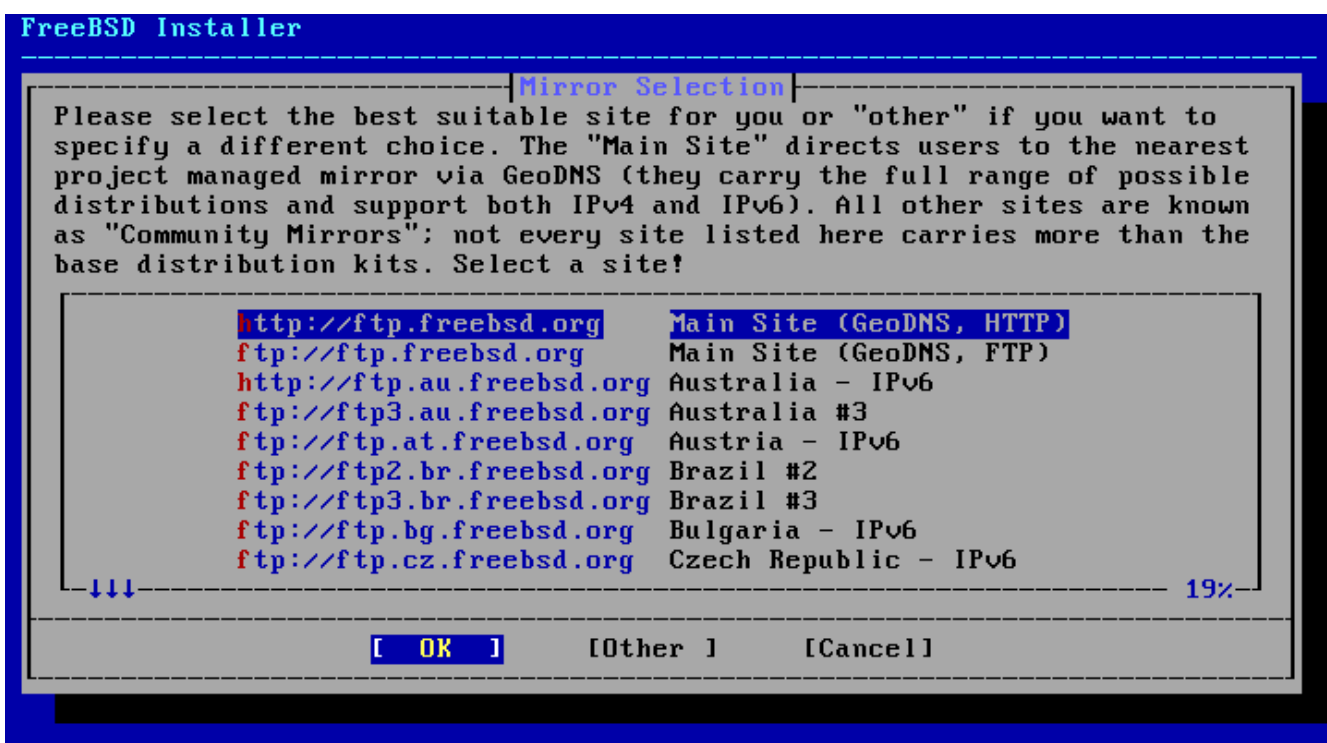 FreeBSD Installer
Mirror Selection
Please select the best suitable site for you or "other" if you want to
specify a different choice. The "Main Site" directs users to the nearest
project managed mirror via GeoDNS (they carry the full range of possible
distributions and support both IPv4 and IPv6). All other sites are known
as "Community Mirrors"; not every site listed here carries more than the
base distribution kits. Select a site!
http://ftp.freebsd.org Main Site (GeoDNS, HTTP)
ftp://ftp.freebsd.org Main Site (GeoDNS, FTP)
http://ftp.au.freebsd.org Australia - IPv6
ftp://ftp3.au.freebsd.org Australia #3
ftp://ftp.at.freebsd.org Austria - IPv6
ftp://ftp2.br.freebsd.org Brazil #2
ftp://ftp3.br.freebsd.org Brazil #3
ftp://ftp.bg.freebsd.org Bulgaria - IPv6
ftp://ftp.cz.freebsd.org Czech Republic - IPv6
↓↓↓ 19%
[ OK ] [Other ] [Cancel]